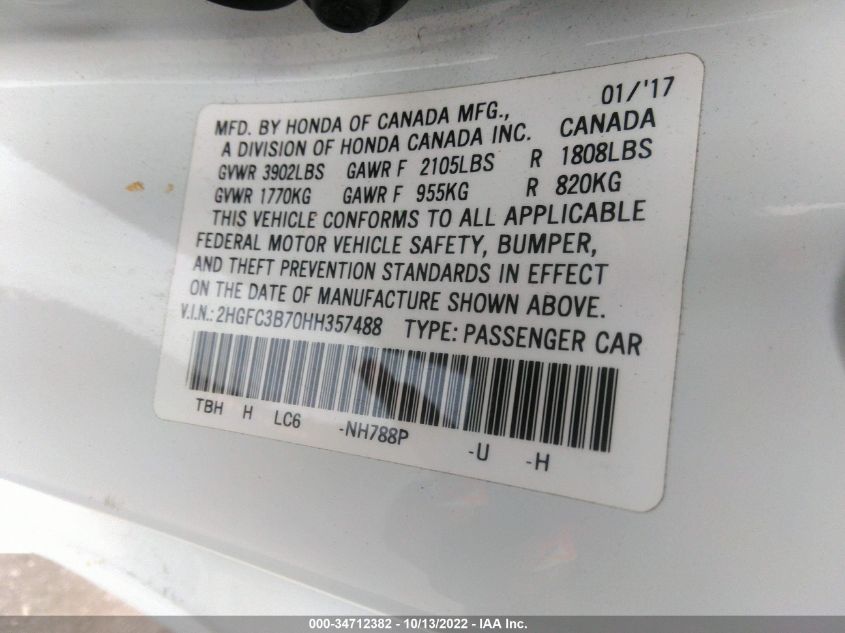 01/'17
MFD. BY HONDA OF CANADA MFG.,
A DIVISION OF HONDA CANADA INC. CANADA
GVWR 3902LBS GAWR F 2105LBS R 1808LBS
GVWR 1770KG GAWR F 955KG R 820KG
THIS VEHICLE CONFORMS TO ALL APPLICABLE
FEDERAL MOTOR VEHICLE SAFETY, BUMPER,
AND THEFT PREVENTION STANDARDS IN EFFECT
ON THE DATE OF MANUFACTURE SHOWN ABOVE.
V.I.N.: 2HGFC3B70HH357488 TYPE: PASSENGER CAR
TBH H LC6 -NH788P -U -H
000-34712382 - 10/13/2022 - IAA Inc.